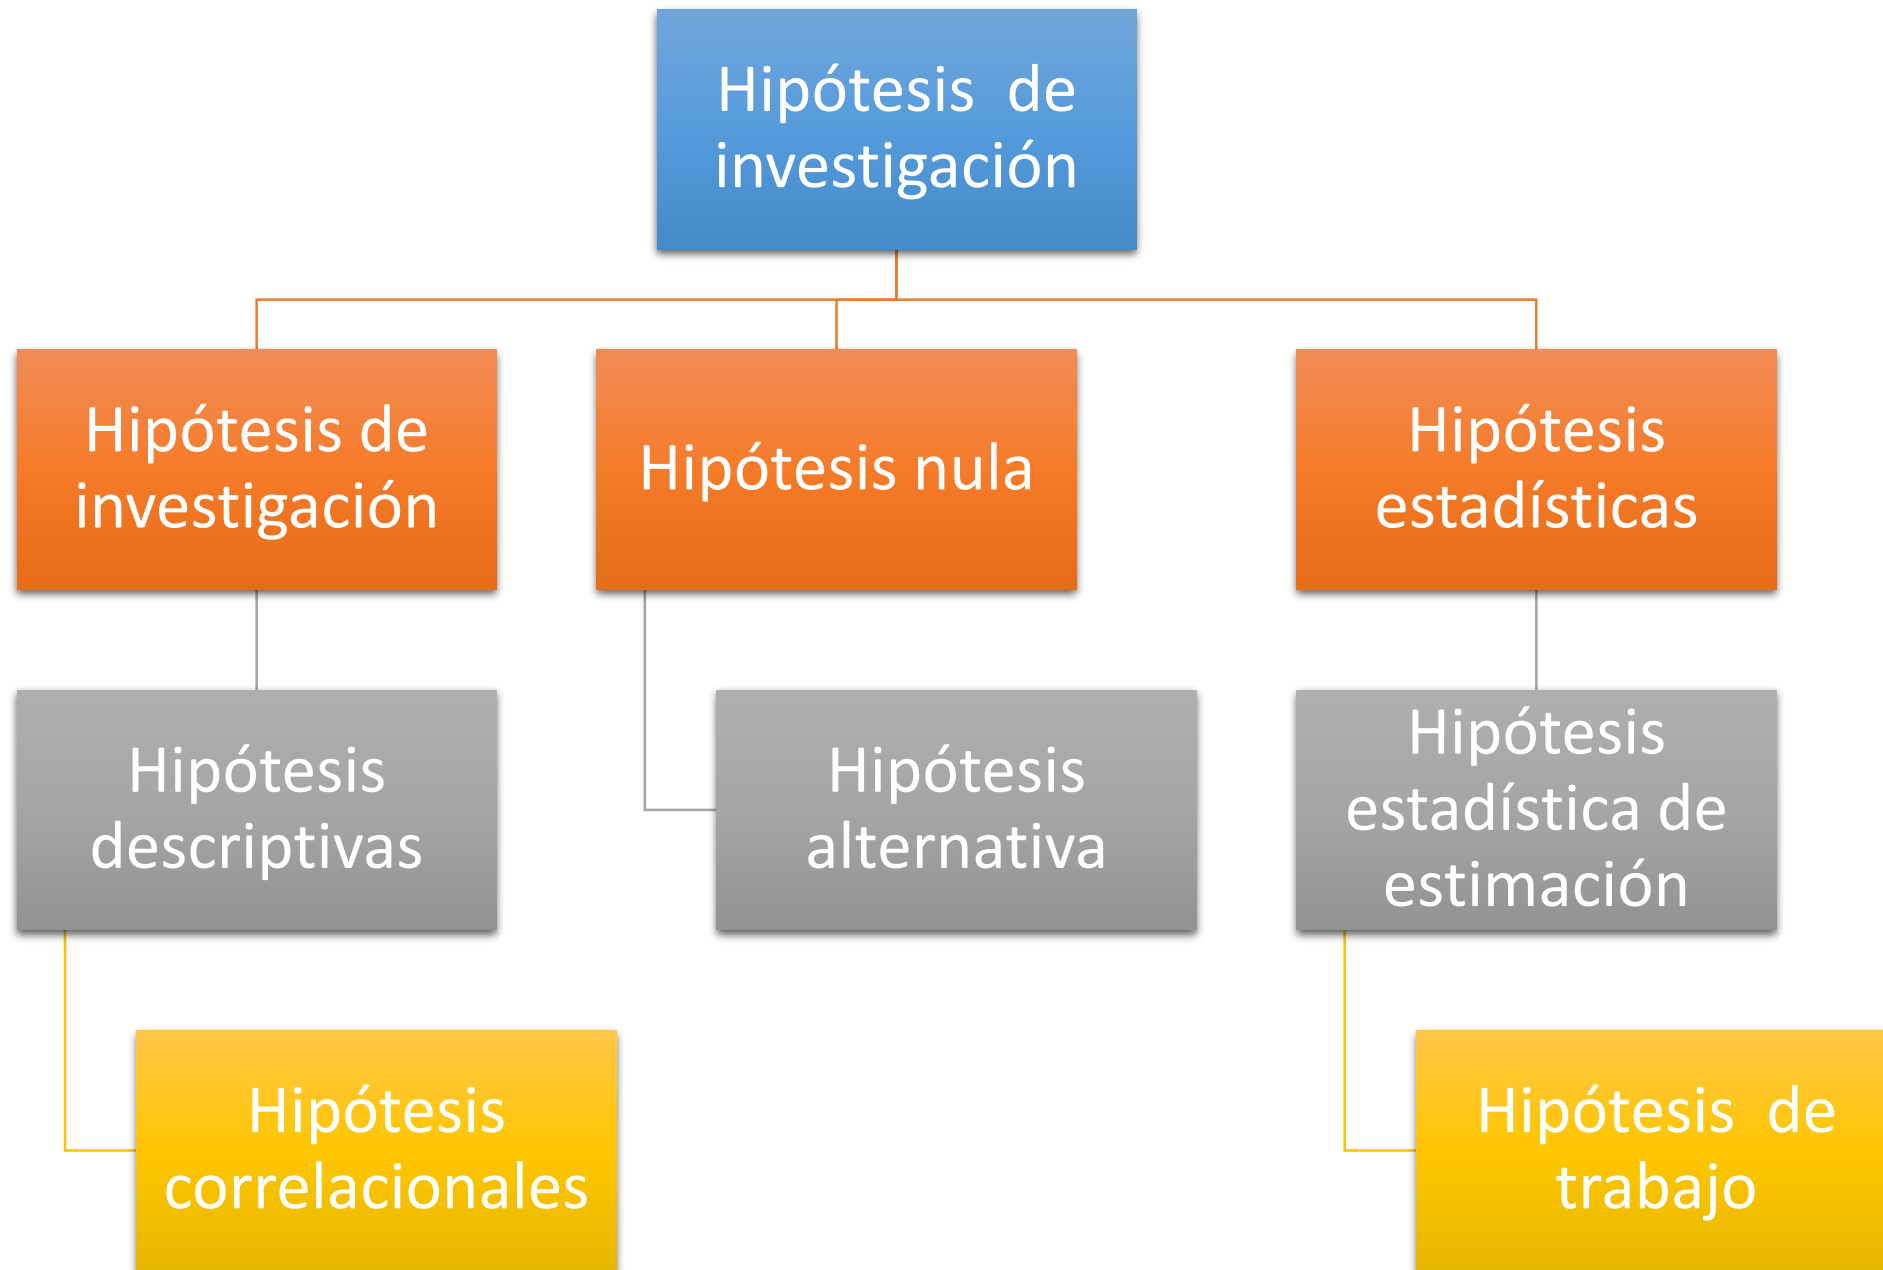 Hipótesis de
investigación
Hipótesis de
investigación
Hipótesis nula
Hipótesis
estadísticas
Hipótesis
descriptivas
Hipótesis
alternativa
Hipótesis
estadística de
estimación
Hipótesis
correlacionales
Hipótesis de
trabajo